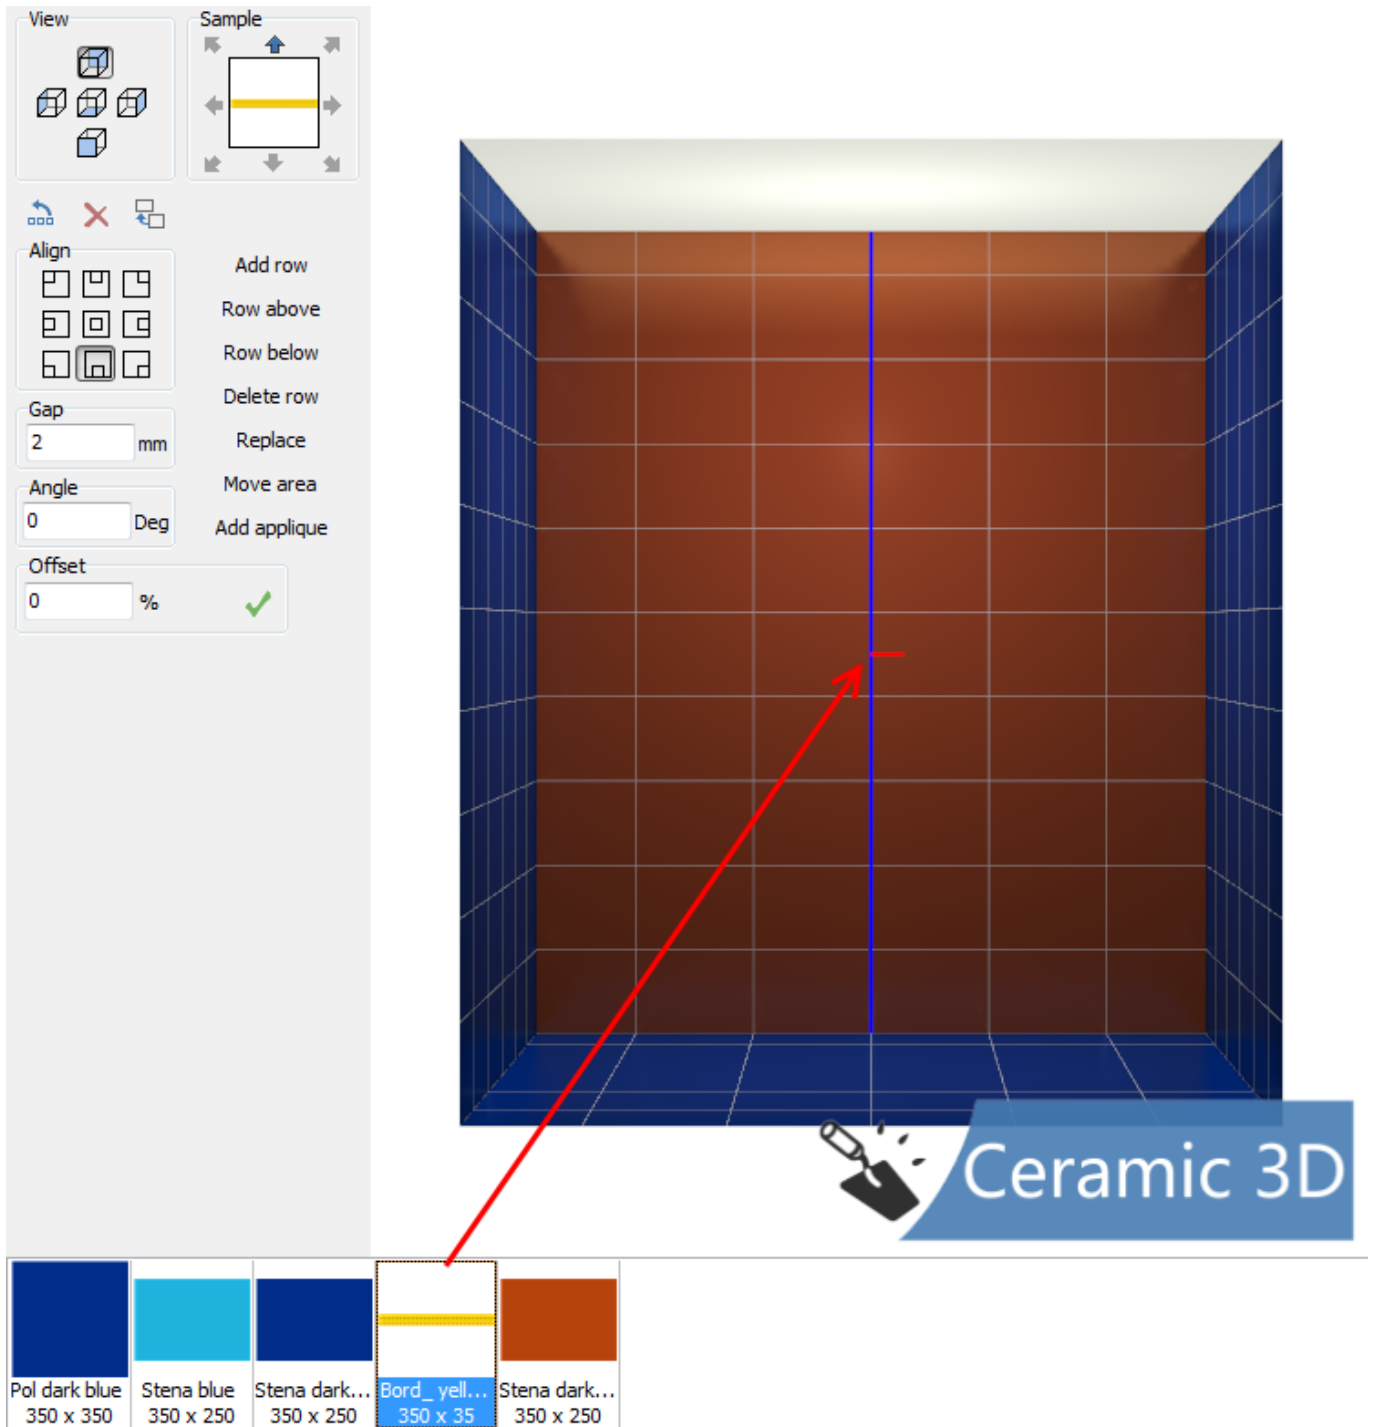 View
Sample
Align
Add row
Row above
Row below
Delete row
Replace
Move area
Add applique
Gap
2 mm
Angle
0 Deg
Offset
0 %
Ceramic 3D
Pol dark blue
350 x 350
Stena blue
350 x 250
Stena dark...
350 x 250
Bord_ yell...
350 x 35
Stena dark...
350 x 250